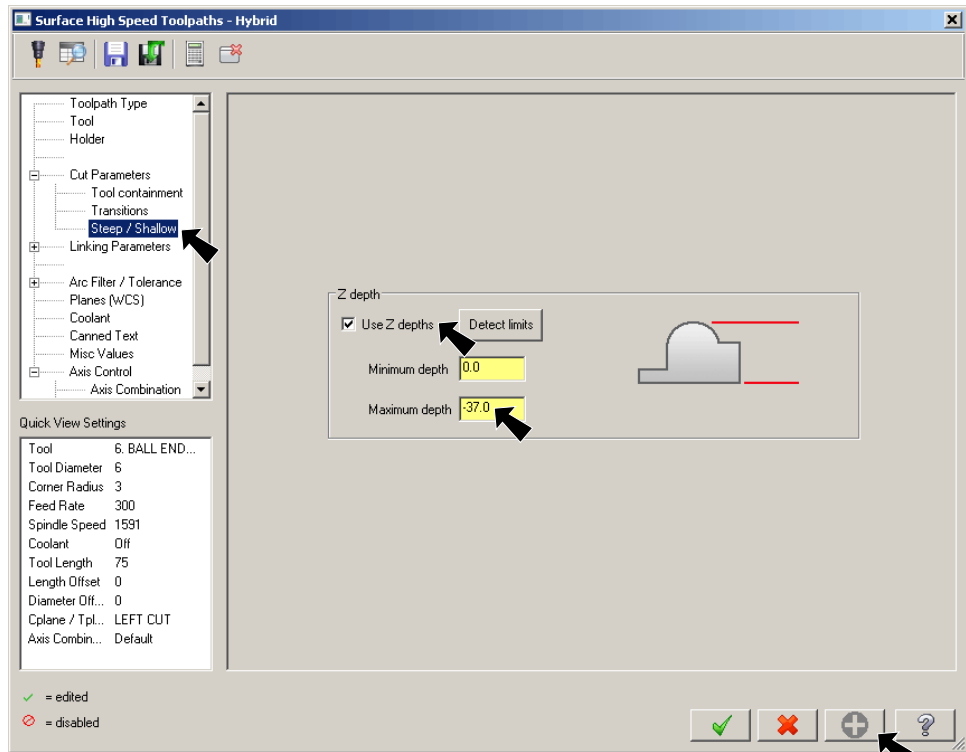 Surface High Speed Toolpaths - Hybrid
Toolpath Type
Tool
Holder
Cut Parameters
Tool containment
Transitions
Steep / Shallow
Linking Parameters
Arc Filter / Tolerance
Planes (WCS)
Coolant
Canned Text
Misc Values
Axis Control
Axis Combination
Z depth
Use Z depths
Detect limits
Minimum depth 0.0
Maximum depth -37.0
Quick View Settings
Tool 6. BALL END...
Tool Diameter 6
Corner Radius 3
Feed Rate 300
Spindle Speed 1591
Coolant Off
Tool Length 75
Length Offset 0
Diameter Off... 0
Cplane / Tpl... LEFT CUT
Axis Combin... Default
= edited
= disabled